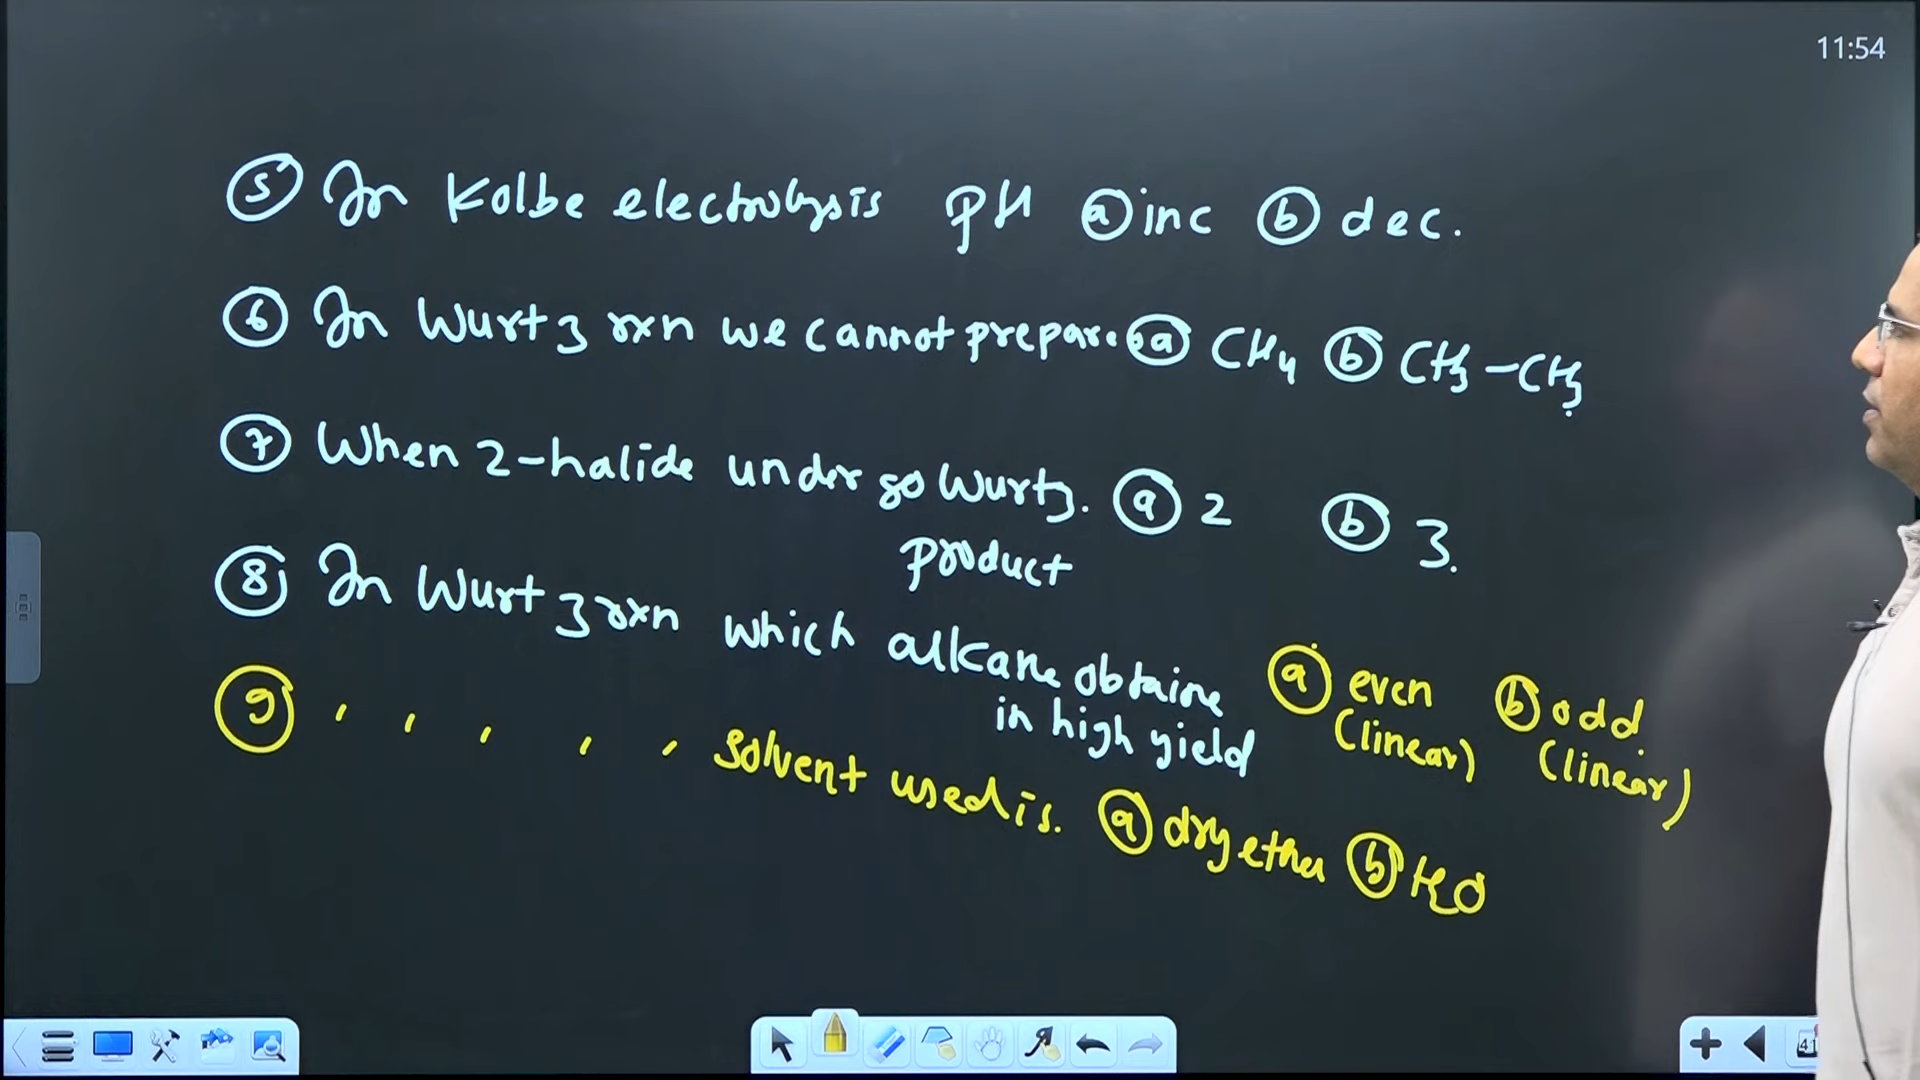 11:54
⑤ In Kolbe electrolysis pH ⓐ inc ⓑ dec.
⑥ In Wurtz rxn we cannot prepare ⓐ CH4 ⓑ CH3-CH3
⑦ When 2-halide undergo Wurtz. ⓐ 2 ⓑ 3.
product
⑧ In Wurtz rxn which alkane obtaine ⓐ even ⓑ odd.
in high yield (linear) (linear)
⑨ ' ' ' ' ' solvent used is. ⓐ dry ether ⓑ H2O
41